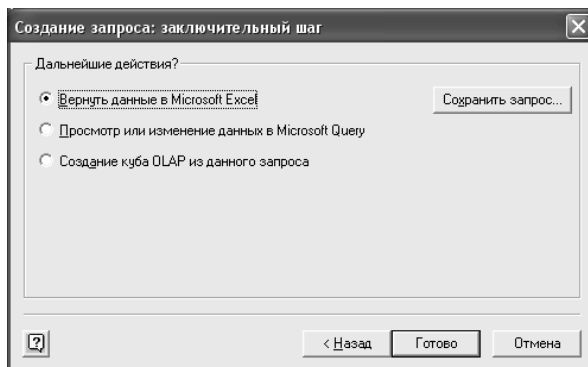 Создание запроса: заключительный шаг
Дальнейшие действия?
Вернуть данные в Microsoft Excel
Сохранить запрос...
Просмотр или изменение данных в Microsoft Query
Создание куба OLAP из данного запроса
< Назад
Готово
Отмена